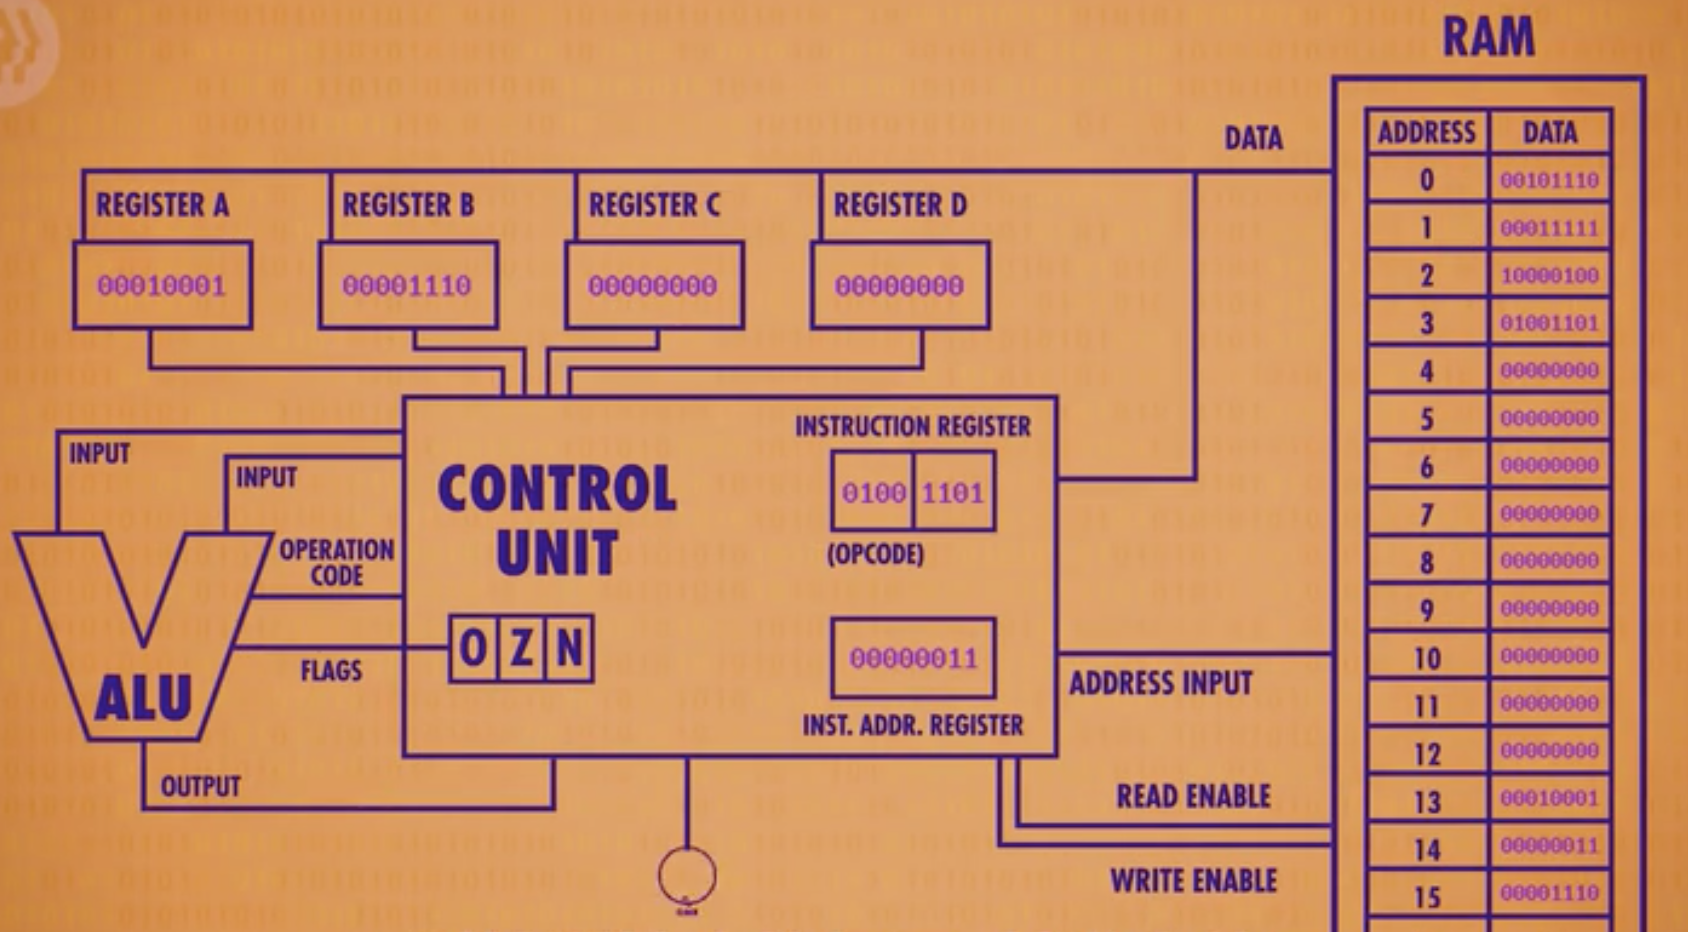 RAM
DATA
ADDRESS DATA
0 00101110
1 00011111
2 10000100
3 01001101
4 00000000
5 00000000
6 00000000
7 00000000
8 00000000
9 00000000
10 00000000
11 00000000
12 00000000
13 00010001
14 00000011
15 00001110
REGISTER A
00010001
REGISTER B
00001110
REGISTER C
00000000
REGISTER D
00000000
INPUT
INPUT
OPERATION
CODE
FLAGS
ALU
OUTPUT
CONTROL
UNIT
O Z N
INSTRUCTION REGISTER
0100 1101
(OPCODE)
00000011
INST. ADDR. REGISTER
ADDRESS INPUT
READ ENABLE
WRITE ENABLE